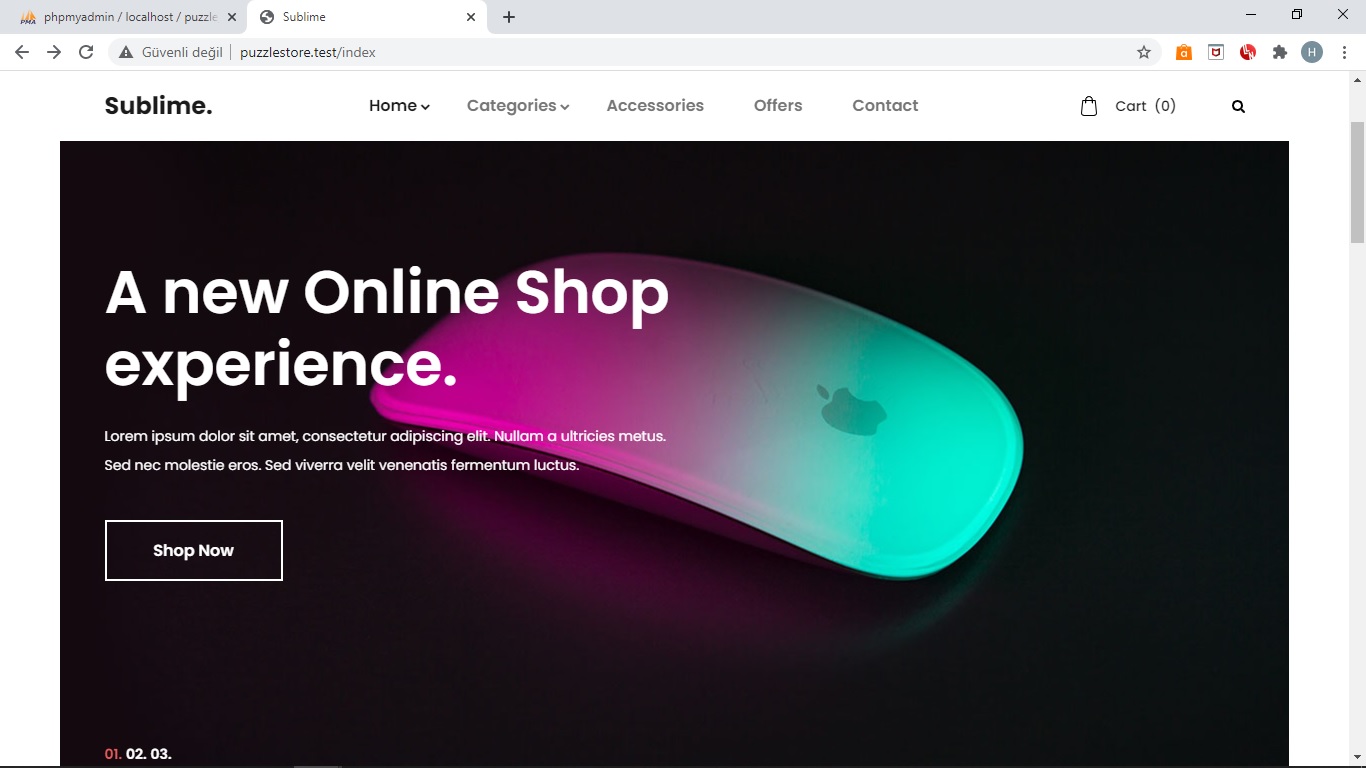 phpmyadmin / localhost / puzzle
Sublime
Güvenli değil
puzzlestore.test/index
H
Sublime.
Home
Categories
Accessories
Offers
Contact
Cart (0)
A new Online Shop
experience.
Lorem ipsum dolor sit amet, consectetur adipiscing elit. Nullam a ultricies metus.
Sed nec molestie eros. Sed viverra velit venenatis fermentum luctus.
Shop Now
01. 02. 03.